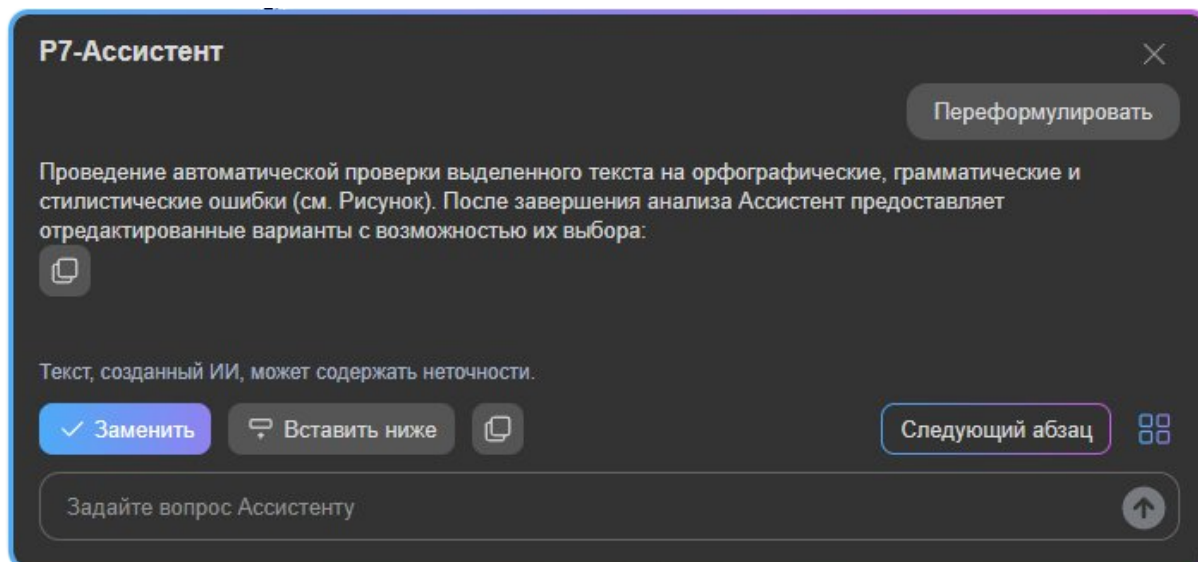 Р7-Ассистент
Переформулировать
Проведение автоматической проверки выделенного текста на орфографические, грамматические и
стилистические ошибки (см. Рисунок). После завершения анализа Ассистент предоставляет
отредактированные варианты с возможностью их выбора:
Текст, созданный ИИ, может содержать неточности.
Заменить
Вставить ниже
Следующий абзац
Задайте вопрос Ассистенту